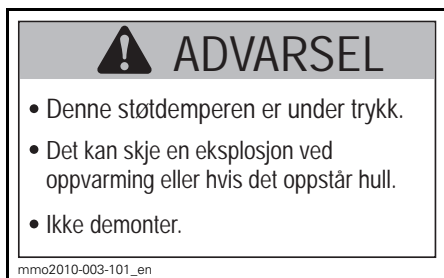 ADVARSEL
• Denne støtdemperen er under trykk.
• Det kan skje en eksplosjon ved
oppvarming eller hvis det oppstår hull.
• Ikke demonter.
mmo2010-003-101_en